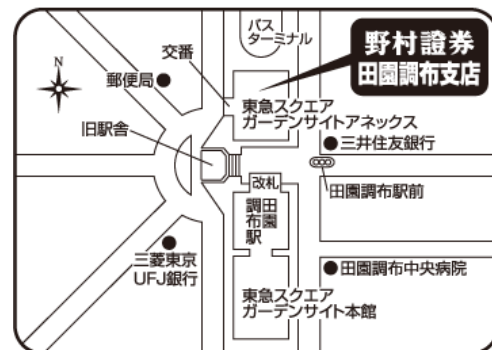 N
バス
ターミナル
野村證券
田園調布支店
交番
郵便局
東急スクエア
ガーデンサイトアネックス
旧駅舎
三井住友銀行
改札
田園調布駅前
田園
調布駅
三菱東京
UFJ銀行
田園調布中央病院
東急スクエア
ガーデンサイト本館